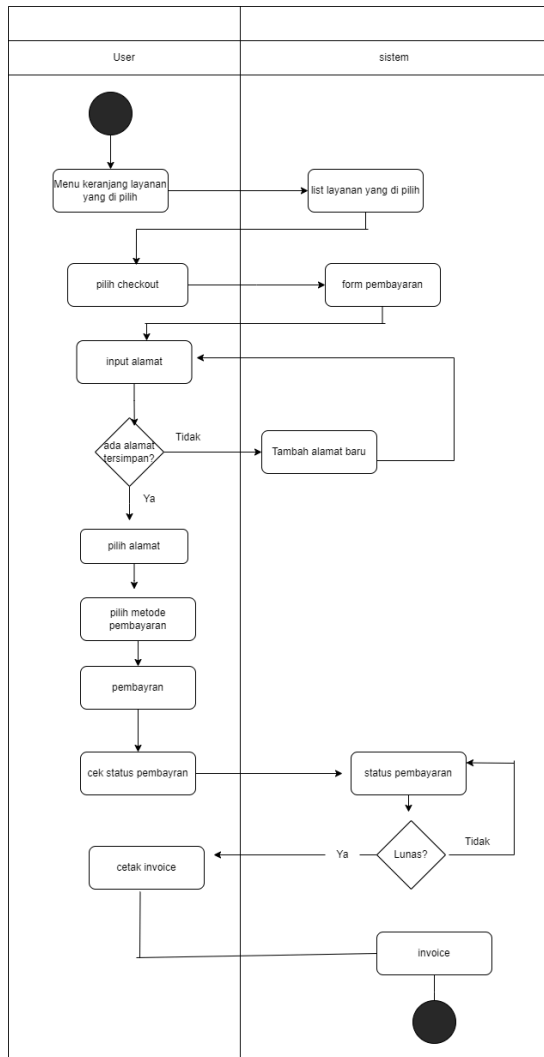 User
sistem
Menu keranjang layanan
yang di pilih
list layanan yang di pilih
pilih checkout
form pembayaran
input alamat
ada alamat
tersimpan?
Tidak
Tambah alamat baru
Ya
pilih alamat
pilih metode
pembayaran
pembayran
cek status pembayran
status pembayaran
Lunas?
Tidak
Ya
cetak invoice
invoice